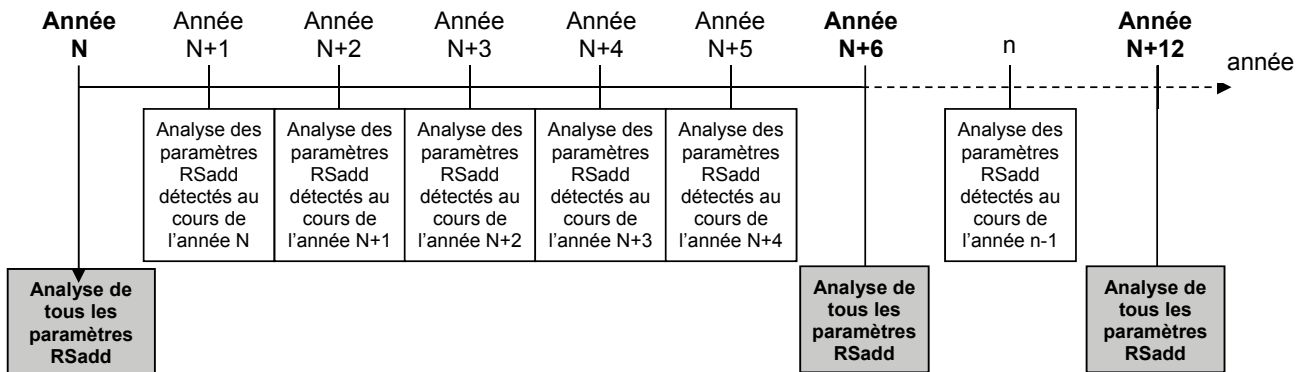 Année
N
Année
N+1
Année
N+2
Année
N+3
Année
N+4
Année
N+5
Année
N+6
n
Année
N+12
année
Analyse des
paramètres
RSadd
détectés au
cours de
l'année N
Analyse des
paramètres
RSadd
détectés au
cours de
l'année N+1
Analyse des
paramètres
RSadd
détectés au
cours de
l'année N+2
Analyse des
paramètres
RSadd
détectés au
cours de
l'année N+3
Analyse des
paramètres
RSadd
détectés au
cours de
l'année N+4
Analyse des
paramètres
RSadd
détectés au
cours de
l'année n-1
Analyse de
tous les
paramètres
RSadd
Analyse de
tous les
paramètres
RSadd
Analyse de
tous les
paramètres
RSadd